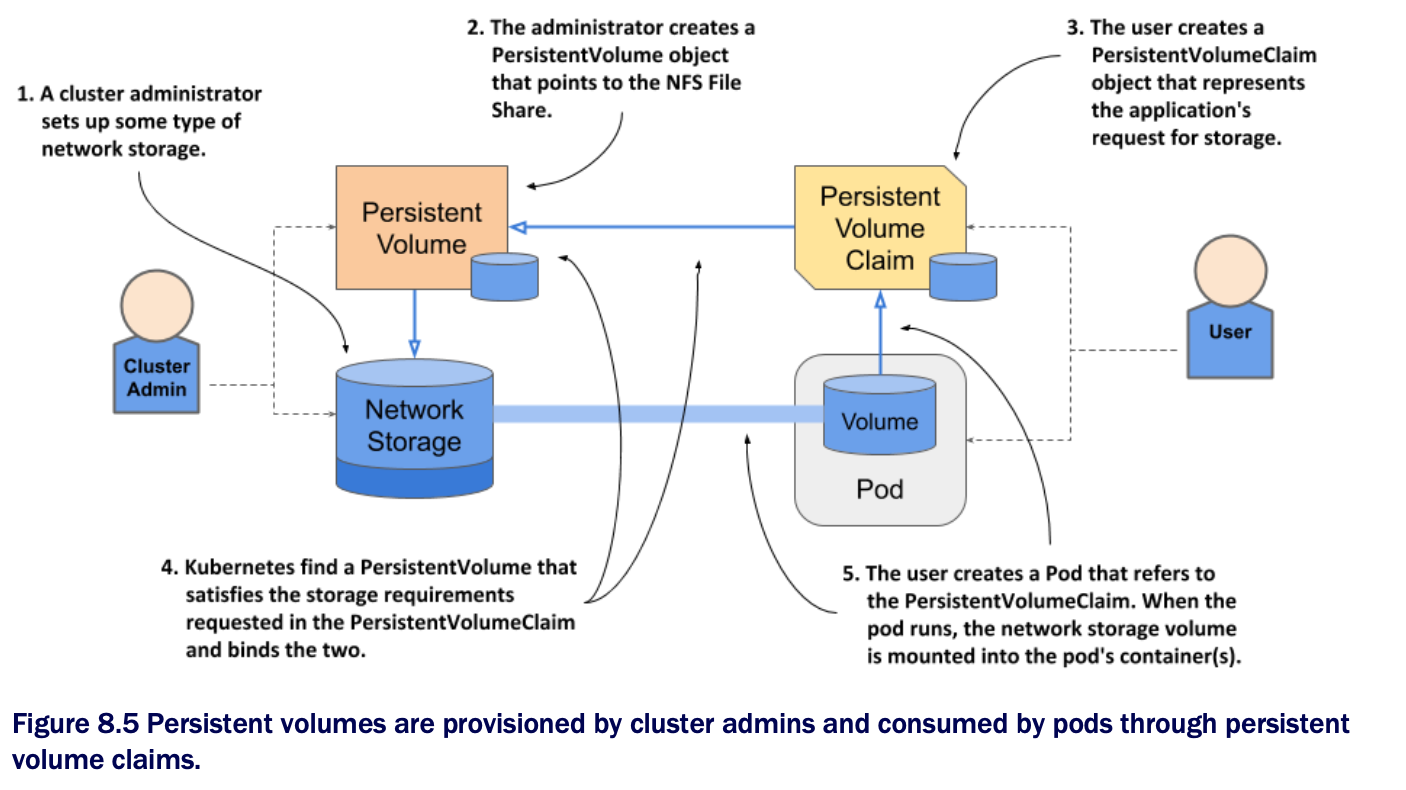 2. The administrator creates a
PersistentVolume object
that points to the NFS File
Share.
3. The user creates a
PersistentVolumeClaim
object that represents
the application's
request for storage.
1. A cluster administrator
sets up some type of
network storage.
Persistent
Volume
Persistent
Volume
Claim
Cluster
Admin
User
Network
Storage
Volume
Pod
4. Kubernetes find a PersistentVolume that
satisfies the storage requirements
requested in the PersistentVolumeClaim
and binds the two.
5. The user creates a Pod that refers to
the PersistentVolumeClaim. When the
pod runs, the network storage volume
is mounted into the pod's container(s).
Figure 8.5 Persistent volumes are provisioned by cluster admins and consumed by pods through persistent
volume claims.